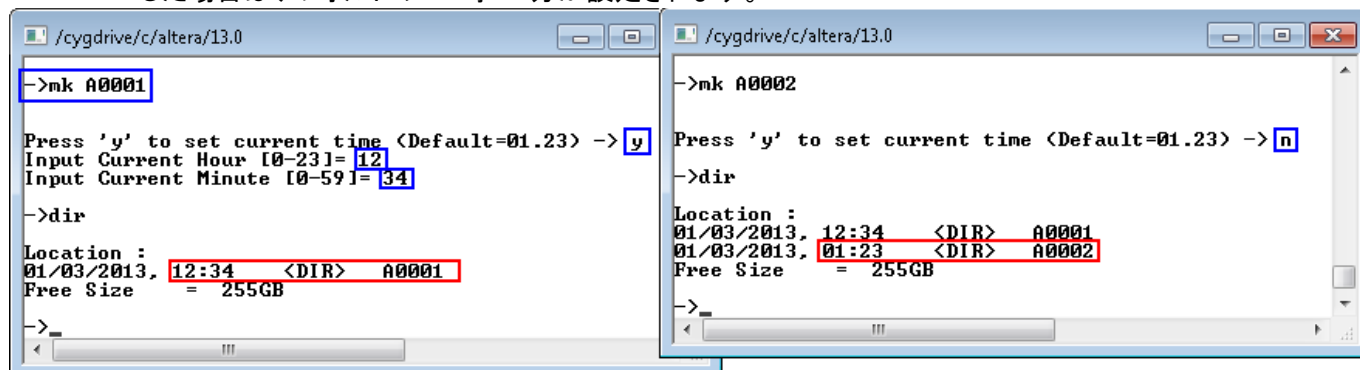 /cygdrive/c/altera/13.0
->mk A0001
Press 'y' to set current time (Default=01.23) -> y
Input Current Hour [0-23]= 12
Input Current Minute [0-59]= 34
->dir
Location :
01/03/2013, 12:34 <DIR> A0001
Free Size = 255GB
->_
/cygdrive/c/altera/13.0
->mk A0002
Press 'y' to set current time (Default=01.23) -> n
->dir
Location :
01/03/2013, 12:34 <DIR> A0001
01/03/2013, 01:23 <DIR> A0002
Free Size = 255GB
->_